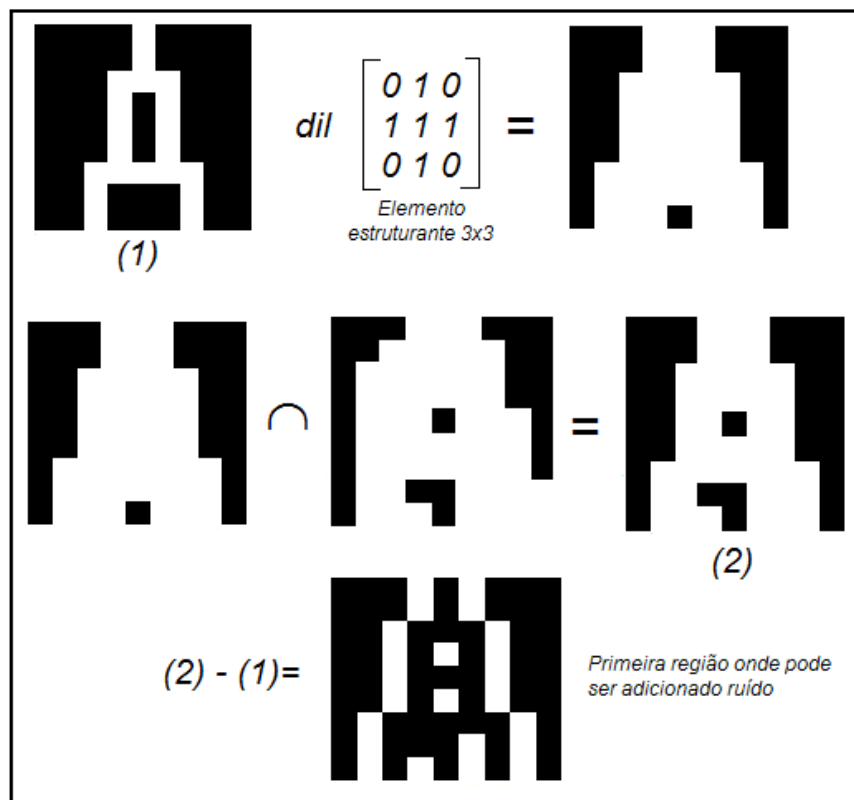 dil
0 1 0
1 1 1
0 1 0
=
Elemento
estruturante 3x3
(1)
∩
=
(2)
(2) - (1)=
Primeira região onde pode
ser adicionado ruído